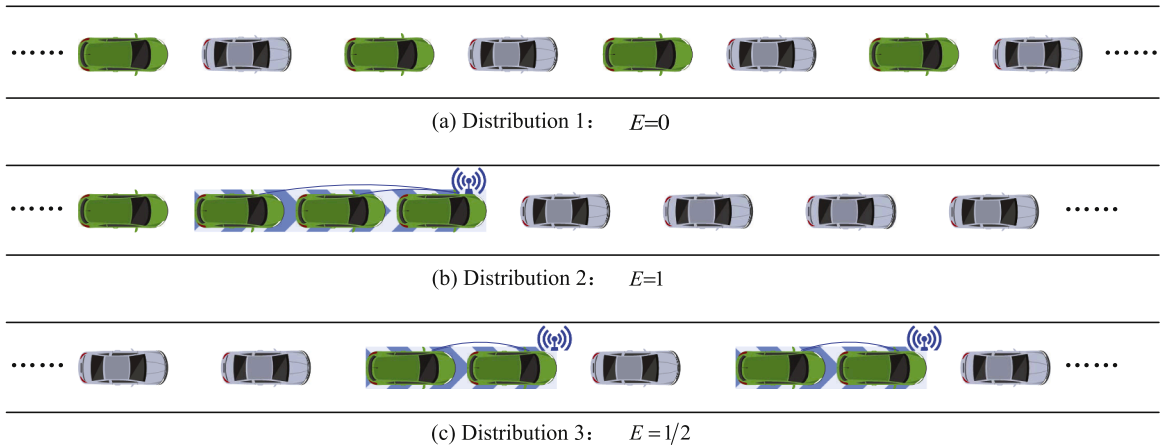 ...... ......
(a) Distribution 1： E=0
...... ......
(b) Distribution 2： E=1
...... ......
(c) Distribution 3： E=1/2